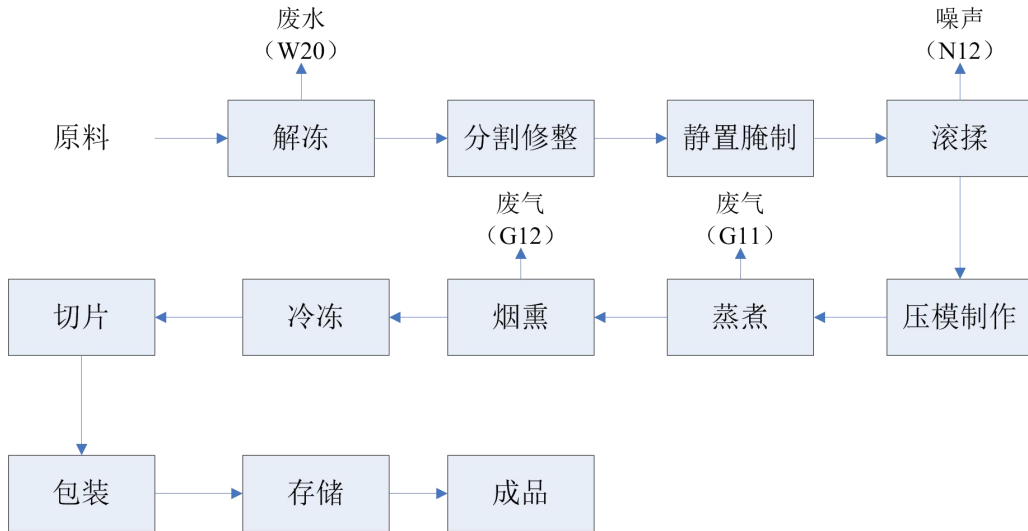 废水
（W20）
噪声
（N12）
原料
解冻
分割修整
静置腌制
滚揉
废气
（G12）
废气
（G11）
切片
冷冻
烟熏
蒸煮
压模制作
包装
存储
成品